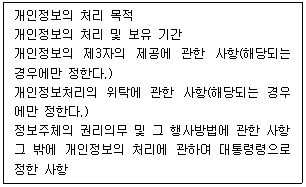 개인정보의 처리 목적
개인정보의 처리 및 보유 기간
개인정보의 제3자의 제공에 관한 사항(해당되는
경우에만 정한다.)
개인정보처리의 위탁에 관한 사항(해당되는 경우
에만 정한다.)
정보주체의 권리의무 및 그 행사방법에 관한 사항
그 밖에 개인정보의 처리에 관하여 대통령령으로
정한 사항